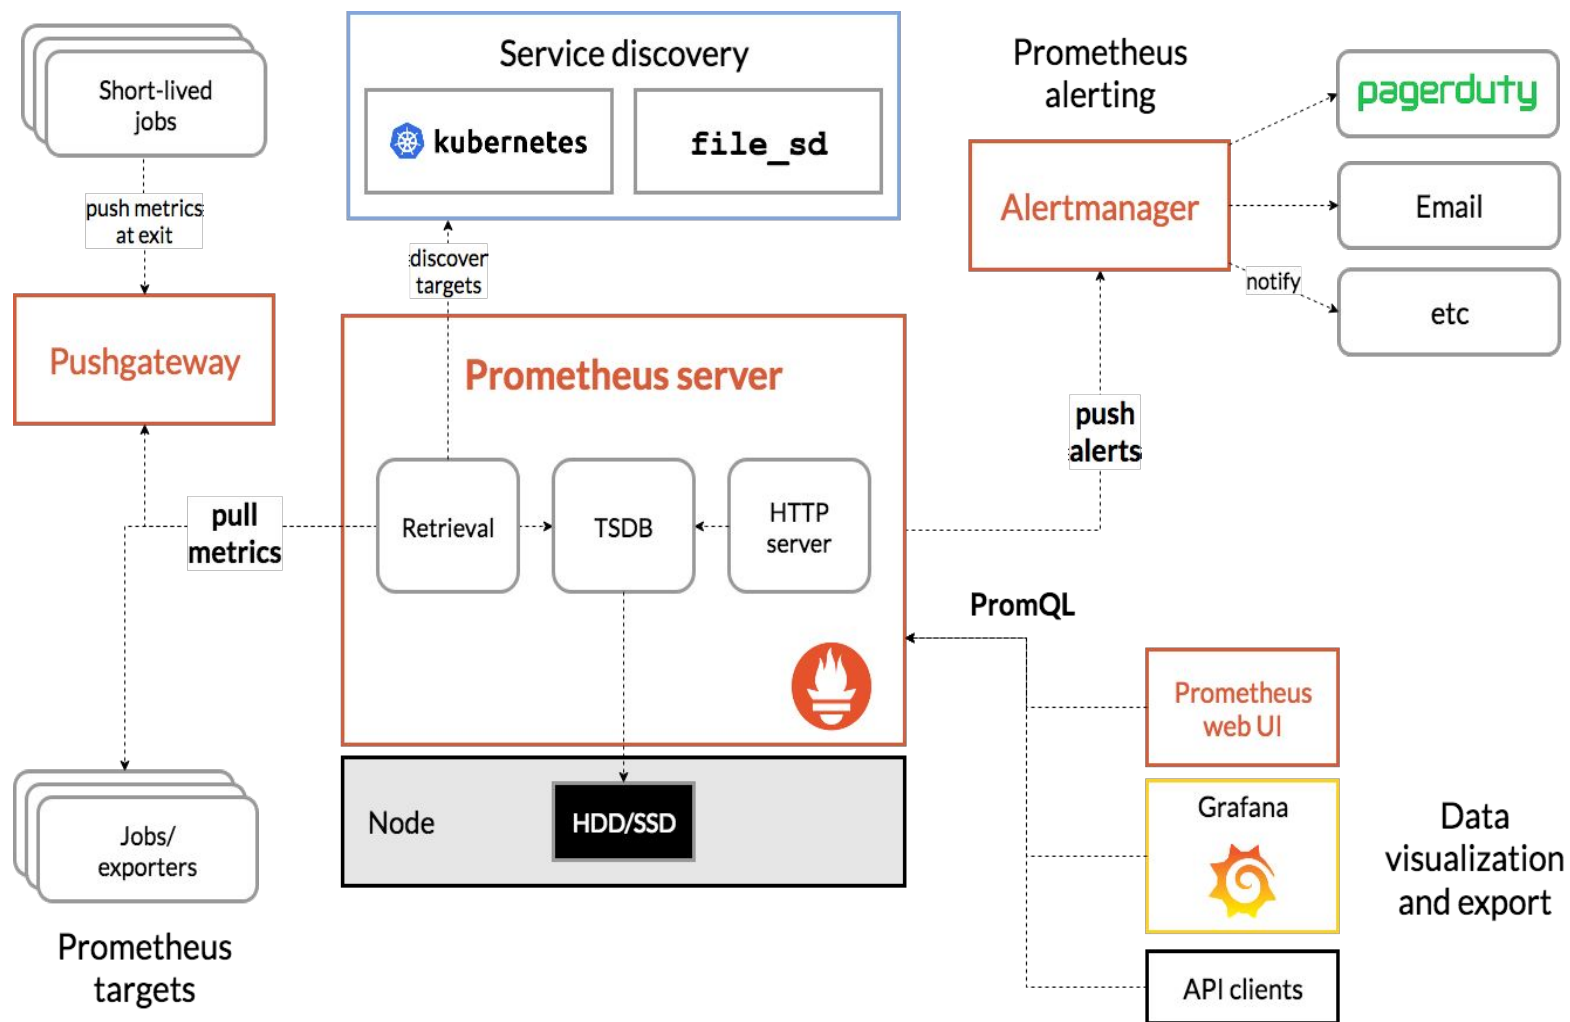 Short-lived
jobs
push metrics
at exit
Pushgateway
pull
metrics
Jobs/
exporters
Prometheus
targets
Service discovery
kubernetes
file_sd
discover
targets
Prometheus server
Retrieval
TSDB
HTTP
server
Node
HDD/SSD
Prometheus
alerting
Alertmanager
pagerduty
Email
notify
etc
push
alerts
PromQL
Prometheus
web UI
Grafana
API clients
Data
visualization
and export